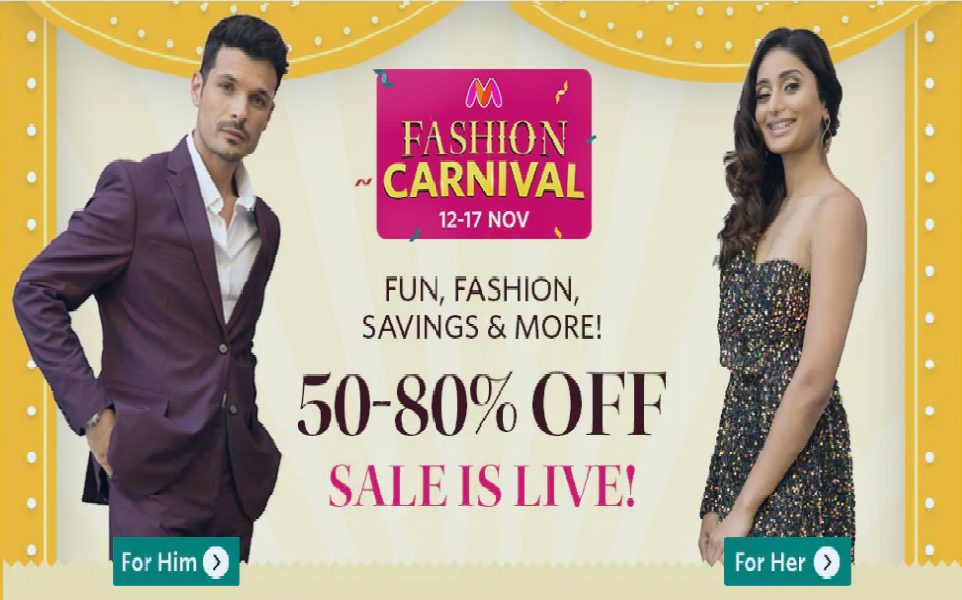 FASHION
CARNIVAL
12-17 NOV
FUN, FASHION,
SAVINGS & MORE!
50-80% OFF
SALE IS LIVE!
For Him
For Her